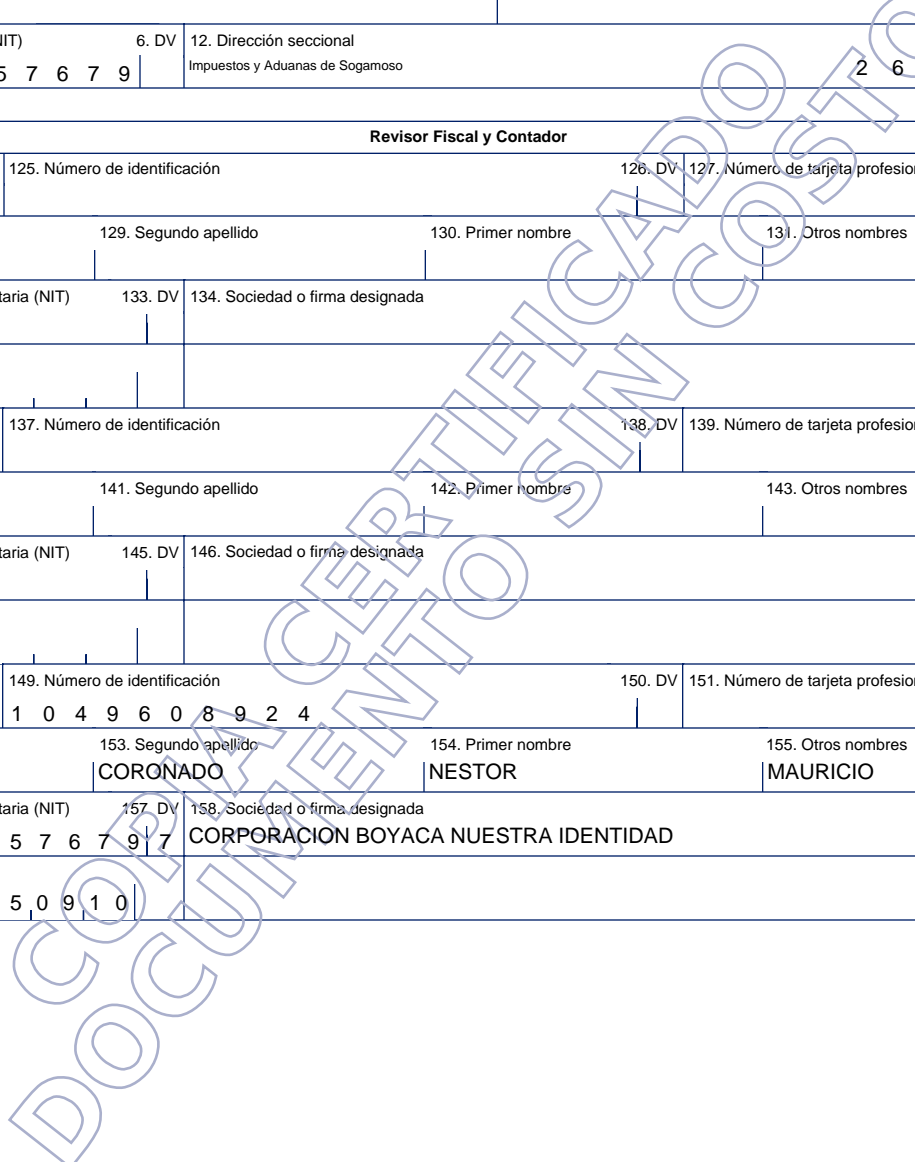 NIT) 6. DV 12. Dirección seccional
5 7 6 7 9 Impuestos y Aduanas de Sogamoso 2 6
Revisor Fiscal y Contador
125. Número de identificación 126. DV 127. Número de tarjeta profesion
129. Segundo apellido 130. Primer nombre 131. Otros nombres
taria (NIT) 133. DV 134. Sociedad o firma designada
137. Número de identificación 138. DV 139. Número de tarjeta profesion
141. Segundo apellido 142. Primer nombre 143. Otros nombres
taria (NIT) 145. DV 146. Sociedad o firma designada
149. Número de identificación 150. DV 151. Número de tarjeta profesion
1 0 4 9 6 0 8 9 2 4
153. Segundo apellido 154. Primer nombre 155. Otros nombres
CORONADO NESTOR MAURICIO
taria (NIT) 157. DV 158. Sociedad o firma designada
5 7 6 7 9 7 CORPORACION BOYACA NUESTRA IDENTIDAD
5 0 9 1 0
COPIA CERTIFICADO
DOCUMENTO SIN COSTO